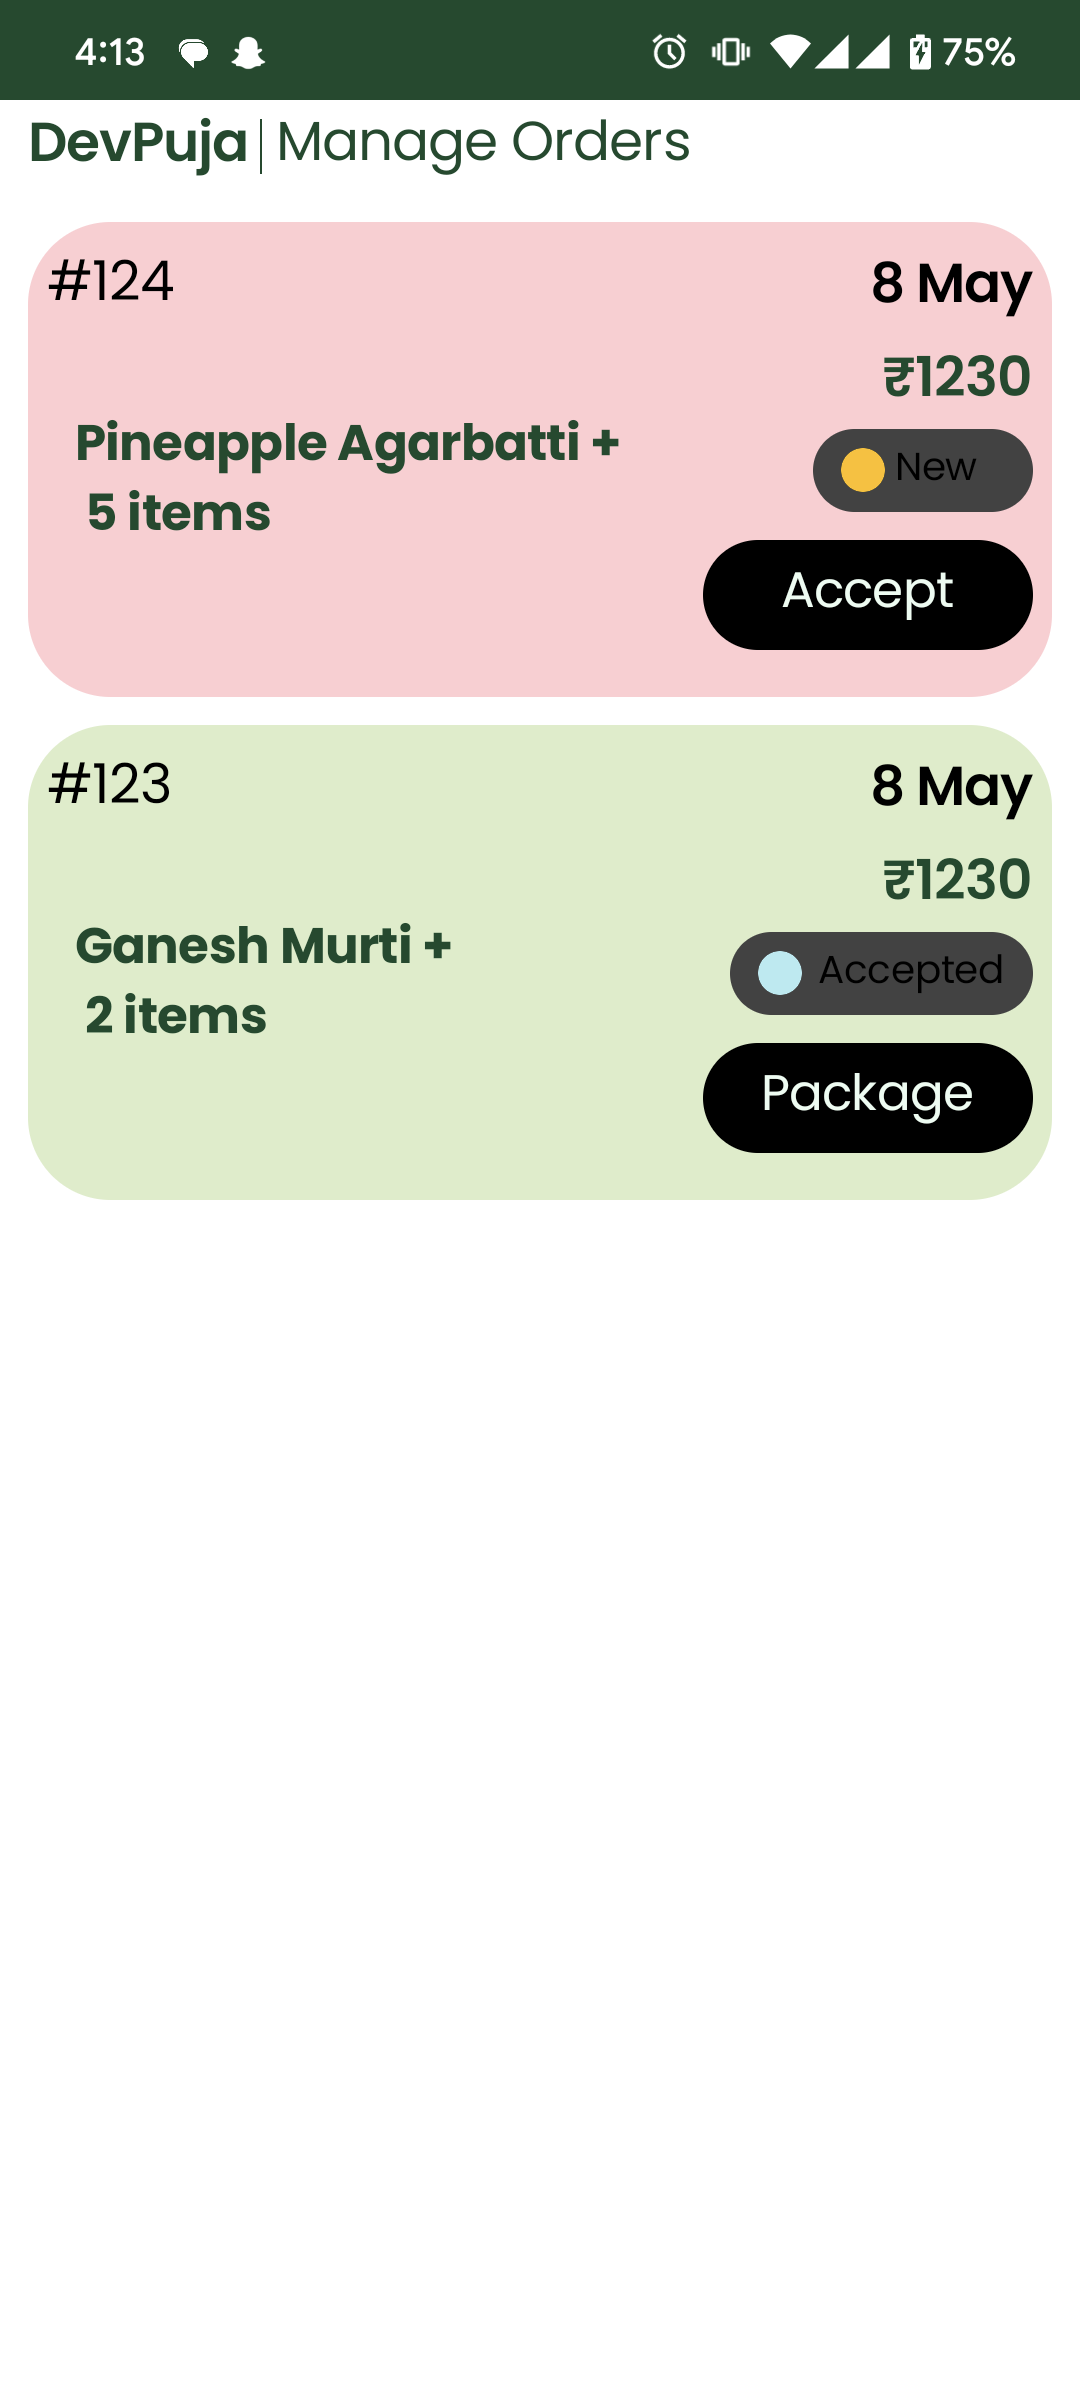 4:13 75%
DevPuja | Manage Orders
#124 8 May
₹1230
Pineapple Agarbatti +
5 items
New
Accept
#123 8 May
₹1230
Ganesh Murti +
2 items
Accepted
Package